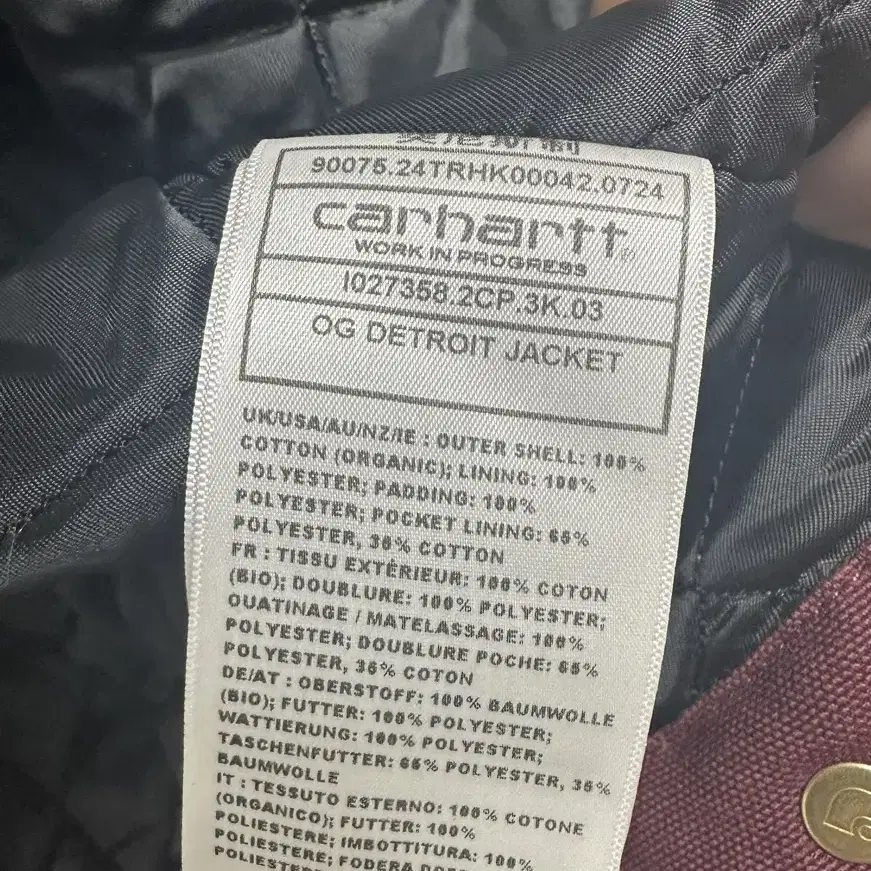 90075.24TRHK00042.0724
carhartt®
WORK IN PROGRESS
I027358.2CP.3K.03
OG DETROIT JACKET
UK/USA/AU/NZ/IE : OUTER SHELL: 100%
COTTON (ORGANIC); LINING: 100%
POLYESTER; PADDING: 100%
POLYESTER; POCKET LINING: 65%
POLYESTER, 35% COTTON
FR : TISSU EXTÉRIEUR: 100% COTON
(BIO); DOUBLURE: 100% POLYESTER;
OUATINAGE / MATELASSAGE: 100%
POLYESTER; DOUBLURE POCHE: 65%
POLYESTER, 35% COTON
DE/AT : OBERSTOFF: 100% BAUMWOLLE
(BIO); FUTTER: 100% POLYESTER;
WATTIERUNG: 100% POLYESTER;
TASCHENFUTTER: 65% POLYESTER, 35%
BAUMWOLLE
IT : TESSUTO ESTERNO: 100% COTONE
(ORGANICO); FUTTER: 100%
POLIESTERE; IMBOTTITURA: 100%
POLIESTERE; FODERA